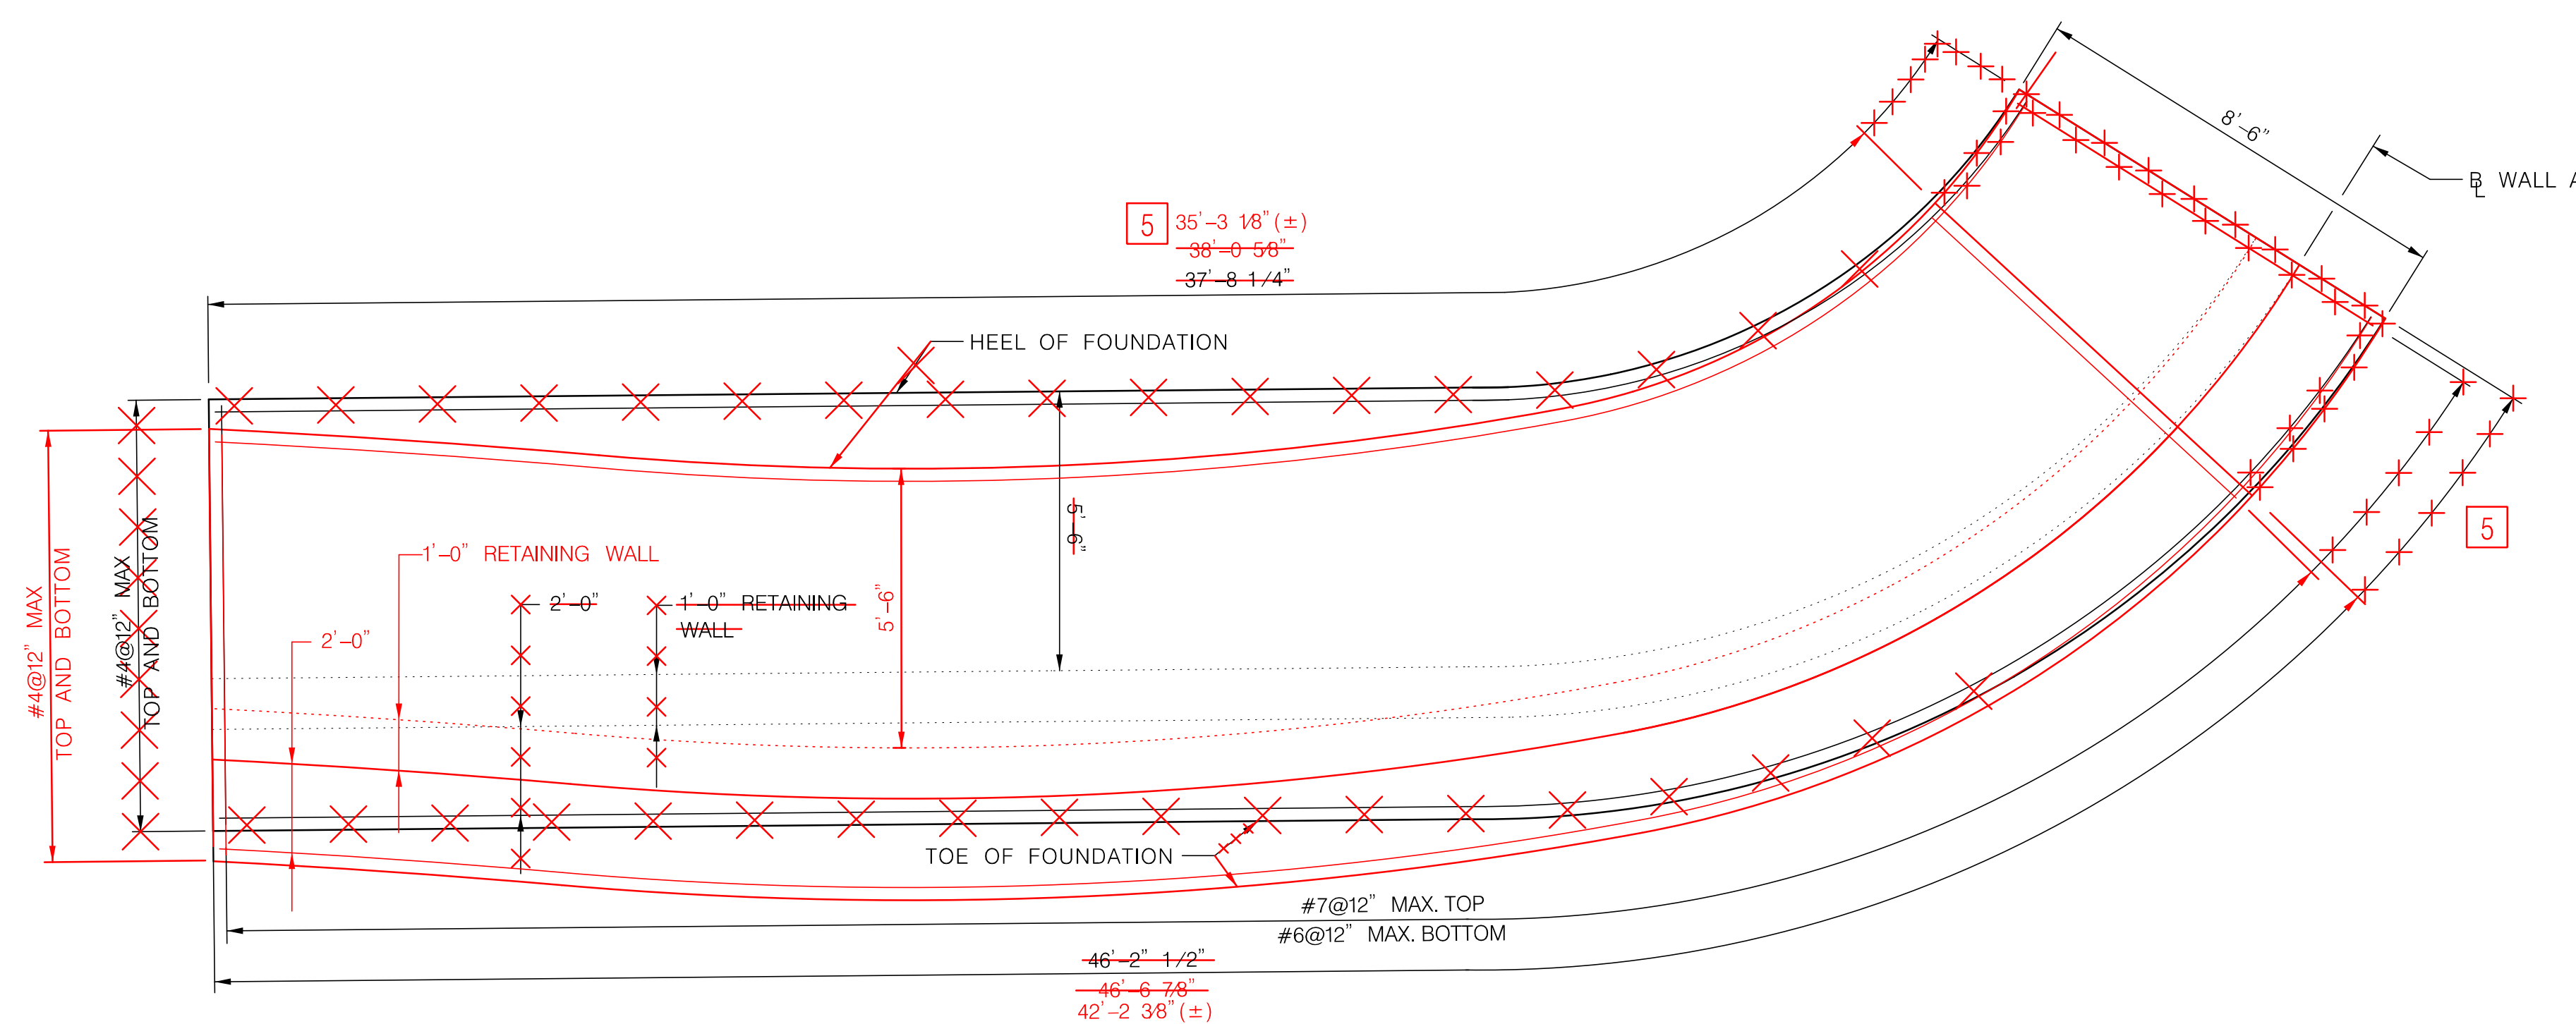 8'-6"
B WALL A
L
5
35'-3 1/8" (±)
38'-0 5/8"
37'-8 1/4"
HEEL OF FOUNDATION
5'-6"
5
1'-0" RETAINING WALL
2'-0"
1'-0" RETAINING
WALL
2'-0"
5'-6"
#4@12" MAX
TOP AND BOTTOM
#4@12" MAX
TOP AND BOTTOM
TOE OF FOUNDATION
#7@12" MAX. TOP
#6@12" MAX. BOTTOM
46'-2" 1/2"
46'-6 7/8"
42'-2 3/8" (±)